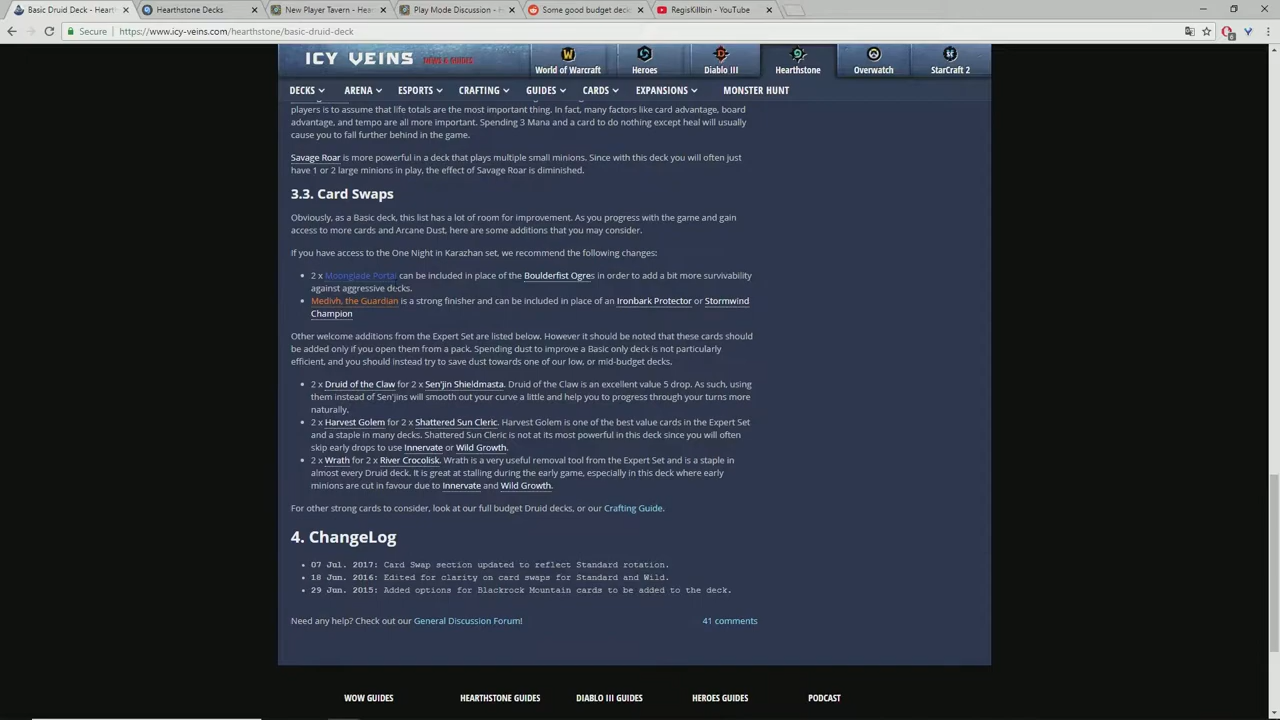 Basic Druid Deck - Heart
Hearthstone Decks
New Player Tavern - Hea
Play Mode Discussion - H
Some good budget deck
RegisKillbin - YouTube
Secure
https://www.icy-veins.com/hearthstone/basic-druid-deck
ICY VEINS NEWS & GUIDES
World of Warcraft
Heroes
Diablo III
Hearthstone
Overwatch
StarCraft 2
DECKS ARENA ESPORTS CRAFTING GUIDES CARDS EXPANSIONS MONSTER HUNT
players is to assume that life totals are the most important thing. In fact, many factors like card advantage, board
advantage, and tempo are all more important. Spending 3 Mana and a card to do nothing except heal will usually
cause you to fall further behind in the game.
Savage Roar is more powerful in a deck that plays multiple small minions. Since with this deck you will often just
have 1 or 2 large minions in play, the effect of Savage Roar is diminished.
3.3. Card Swaps
Obviously, as a Basic deck, this list has a lot of room for improvement. As you progress with the game and gain
access to more cards and Arcane Dust, here are some additions that you may consider.
If you have access to the One Night in Karazhan set, we recommend the following changes:
• 2 x Moonglade Portal can be included in place of the Boulderfist Ogres in order to add a bit more survivability
against aggressive decks.
• Medivh, the Guardian is a strong finisher and can be included in place of an Ironbark Protector or Stormwind
Champion
Other welcome additions from the Expert Set are listed below. However it should be noted that these cards should
be added only if you open them from a pack. Spending dust to improve a Basic only deck is not particularly
efficient, and you should instead try to save dust towards one of our low, or mid-budget decks.
• 2 x Druid of the Claw for 2 x Sen'jin Shieldmasta. Druid of the Claw is an excellent value 5 drop. As such, using
them instead of Sen'jins will smooth out your curve a little and help you to progress through your turns more
naturally.
• 2 x Harvest Golem for 2 x Shattered Sun Cleric. Harvest Golem is one of the best value cards in the Expert Set
and a staple in many decks. Shattered Sun Cleric is not at its most powerful in this deck since you will often
skip early drops to use Innervate or Wild Growth.
• 2 x Wrath for 2 x River Crocolisk. Wrath is a very useful removal tool from the Expert Set and is a staple in
almost every Druid deck. It is great at stalling during the early game, especially in this deck where early
minions are cut in favour due to Innervate and Wild Growth.
For other strong cards to consider, look at our full budget Druid decks, or our Crafting Guide.
4. ChangeLog
• 07 Jul. 2017: Card Swap section updated to reflect Standard rotation.
• 18 Jun. 2016: Edited for clarity on card swaps for Standard and Wild.
• 29 Jun. 2015: Added options for Blackrock Mountain cards to be added to the deck.
Need any help? Check out our General Discussion Forum!
41 comments
WOW GUIDES
HEARTHSTONE GUIDES
DIABLO III GUIDES
HEROES GUIDES
PODCAST